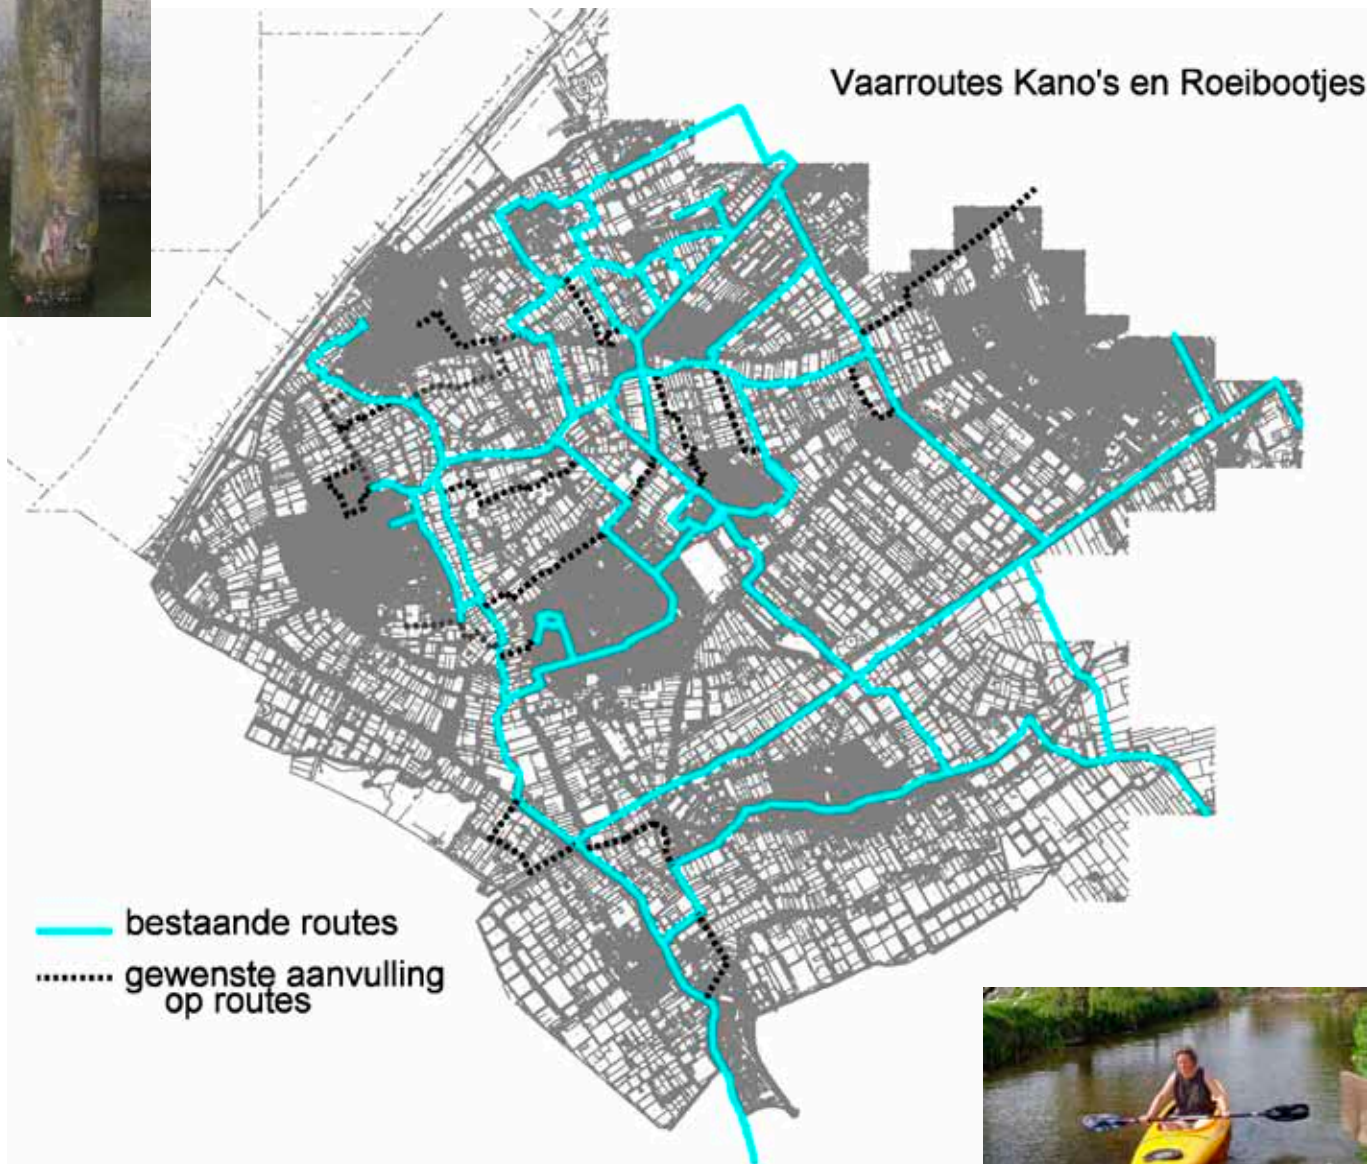 Vaarroutes Kano's en Roeibootjes
bestaande routes
gewenste aanvulling
op routes